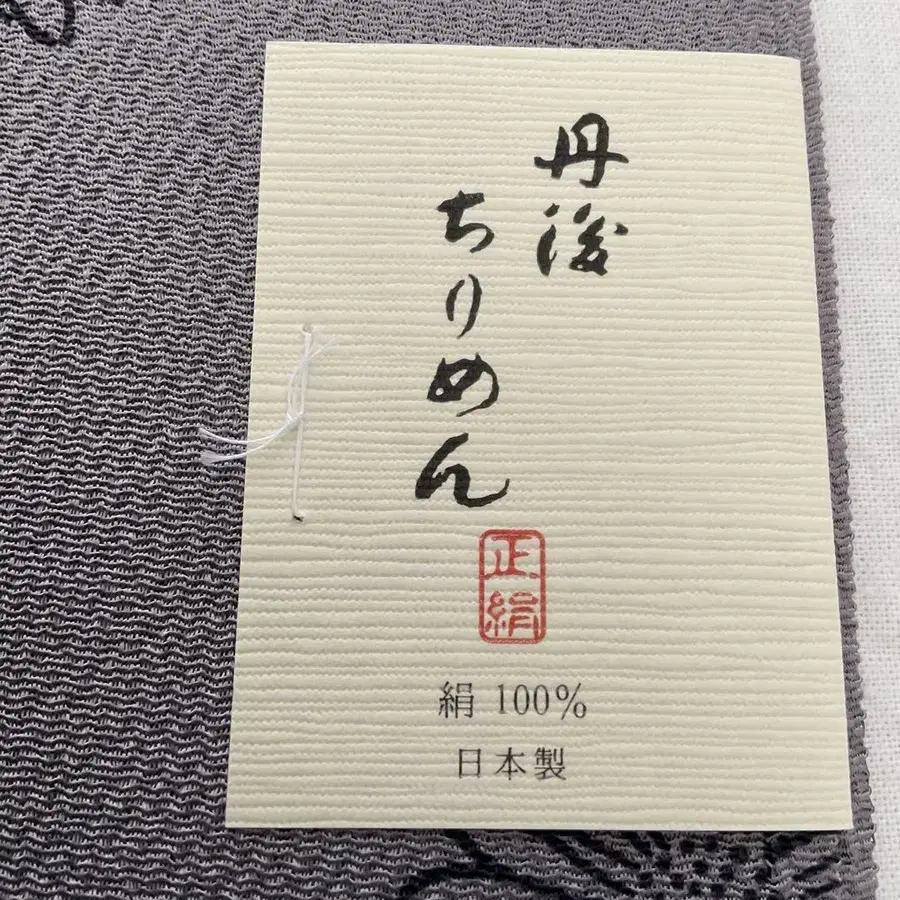 丹後
ちりめん
正絹
絹 100%
日本製